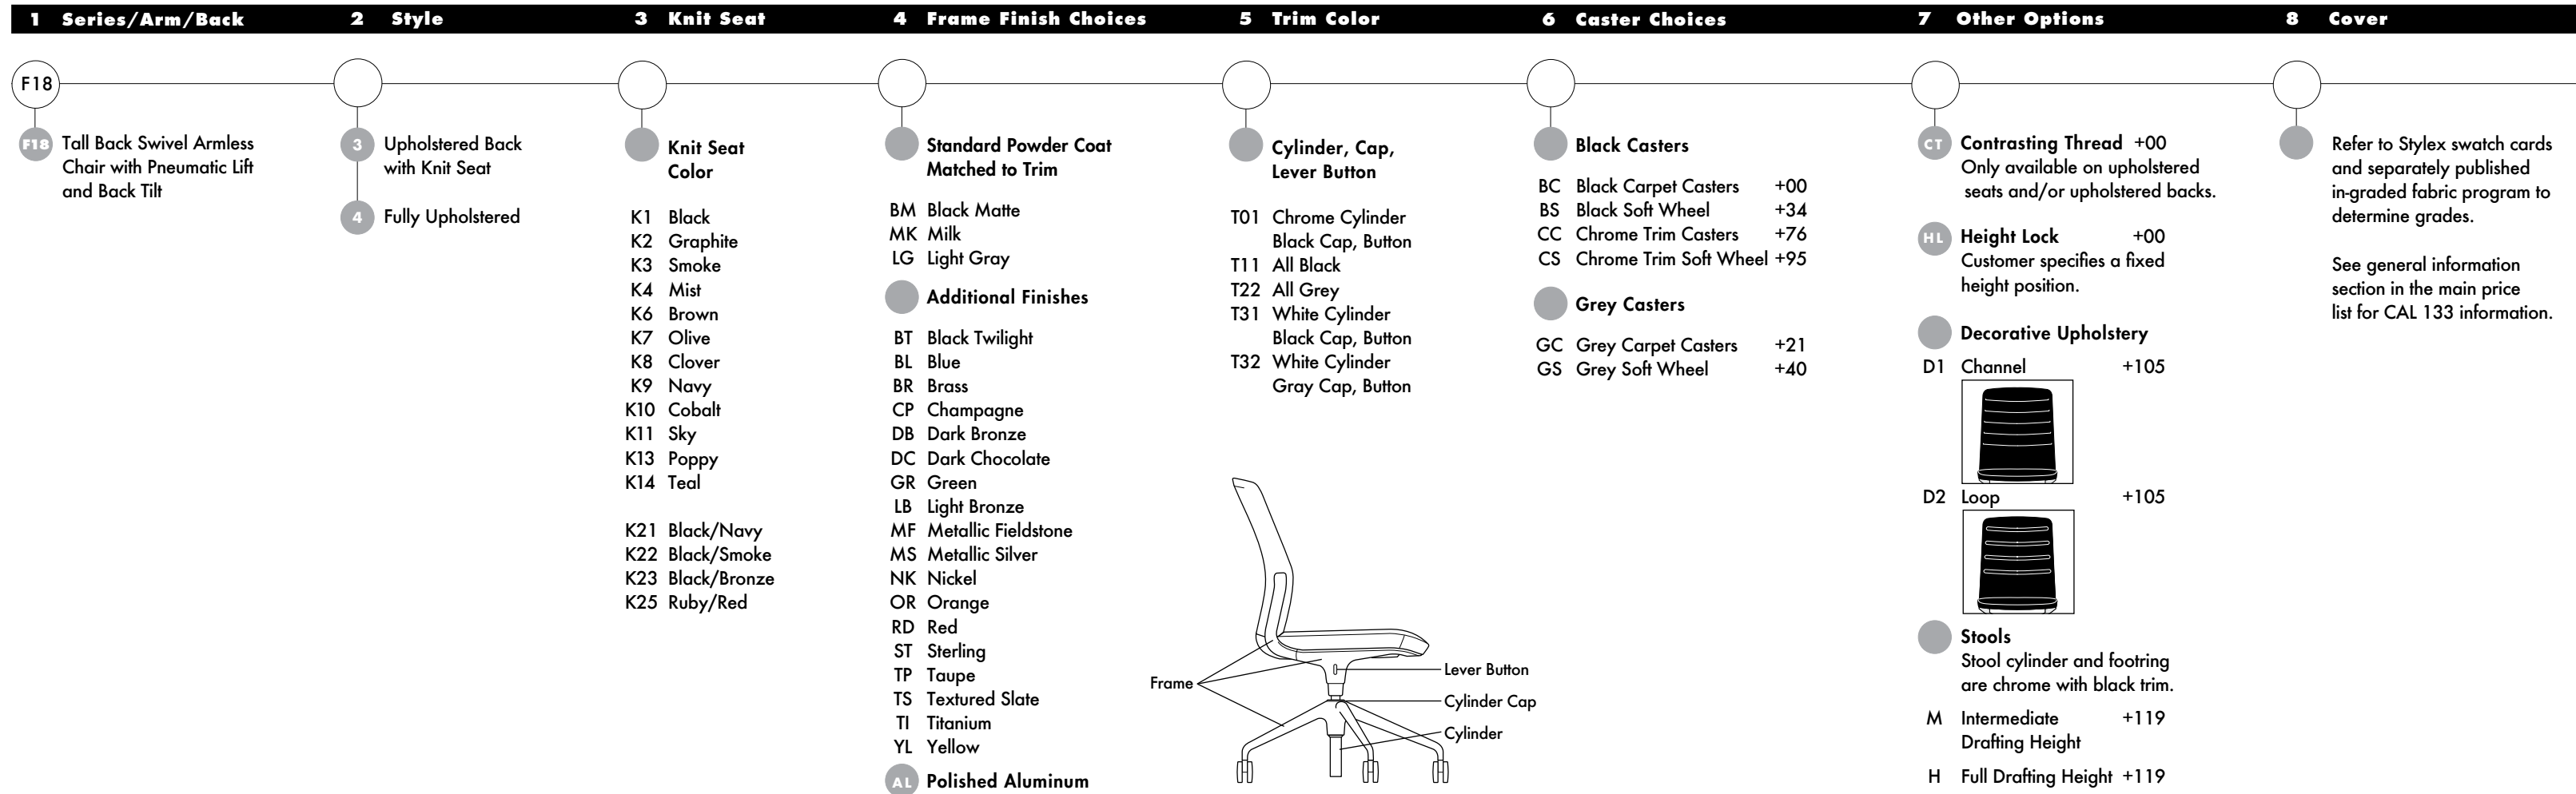 1 Series/Arm/Back
2 Style
3 Knit Seat
4 Frame Finish Choices
5 Trim Color
6 Caster Choices
7 Other Options
8 Cover
F18
F18 Tall Back Swivel Armless
Chair with Pneumatic Lift
and Back Tilt
3 Upholstered Back
with Knit Seat
4 Fully Upholstered
Knit Seat
Color
K1 Black
K2 Graphite
K3 Smoke
K4 Mist
K6 Brown
K7 Olive
K8 Clover
K9 Navy
K10 Cobalt
K11 Sky
K13 Poppy
K14 Teal
K21 Black/Navy
K22 Black/Smoke
K23 Black/Bronze
K25 Ruby/Red
Standard Powder Coat
Matched to Trim
BM Black Matte
MK Milk
LG Light Gray
Additional Finishes
BT Black Twilight
BL Blue
BR Brass
CP Champagne
DB Dark Bronze
DC Dark Chocolate
GR Green
LB Light Bronze
MF Metallic Fieldstone
MS Metallic Silver
NK Nickel
OR Orange
RD Red
ST Sterling
TP Taupe
TS Textured Slate
TI Titanium
YL Yellow
AL Polished Aluminum
Cylinder, Cap,
Lever Button
T01 Chrome Cylinder
Black Cap, Button
T11 All Black
T22 All Grey
T31 White Cylinder
Black Cap, Button
T32 White Cylinder
Gray Cap, Button
Frame
Lever Button
Cylinder Cap
Cylinder
Black Casters
BC Black Carpet Casters +00
BS Black Soft Wheel +34
CC Chrome Trim Casters +76
CS Chrome Trim Soft Wheel +95
Grey Casters
GC Grey Carpet Casters +21
GS Grey Soft Wheel +40
CT Contrasting Thread +00
Only available on upholstered
seats and/or upholstered backs.
HL Height Lock +00
Customer specifies a fixed
height position.
Decorative Upholstery
D1 Channel +105
D2 Loop +105
Stools
Stool cylinder and footring
are chrome with black trim.
M Intermediate +119
Drafting Height
H Full Drafting Height +119
Refer to Stylex swatch cards
and separately published
in-graded fabric program to
determine grades.
See general information
section in the main price
list for CAL 133 information.